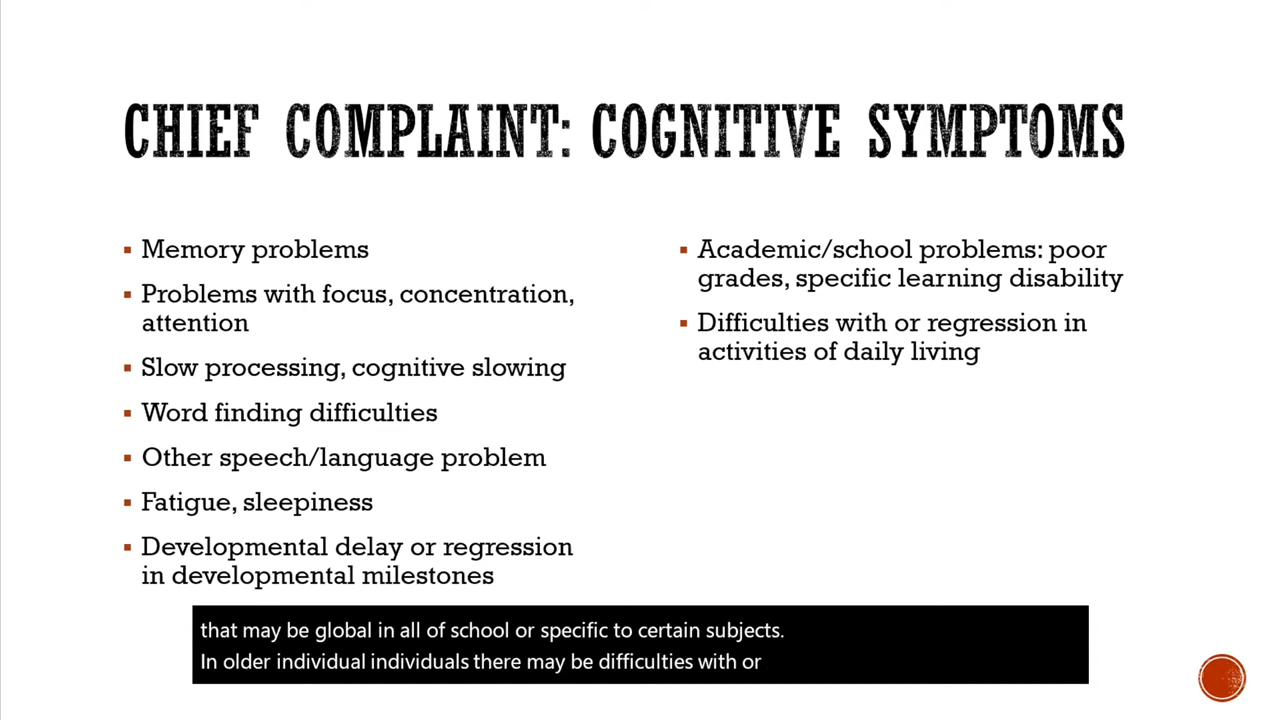 CHIEF COMPLAINT: COGNITIVE SYMPTOMS
▪ Memory problems
▪ Problems with focus, concentration,
attention
▪ Slow processing, cognitive slowing
▪ Word finding difficulties
▪ Other speech/language problem
▪ Fatigue, sleepiness
▪ Developmental delay or regression
in developmental milestones
▪ Academic/school problems: poor
grades, specific learning disability
▪ Difficulties with or regression in
activities of daily living
that may be global in all of school or specific to certain subjects.
In older individual individuals there may be difficulties with or